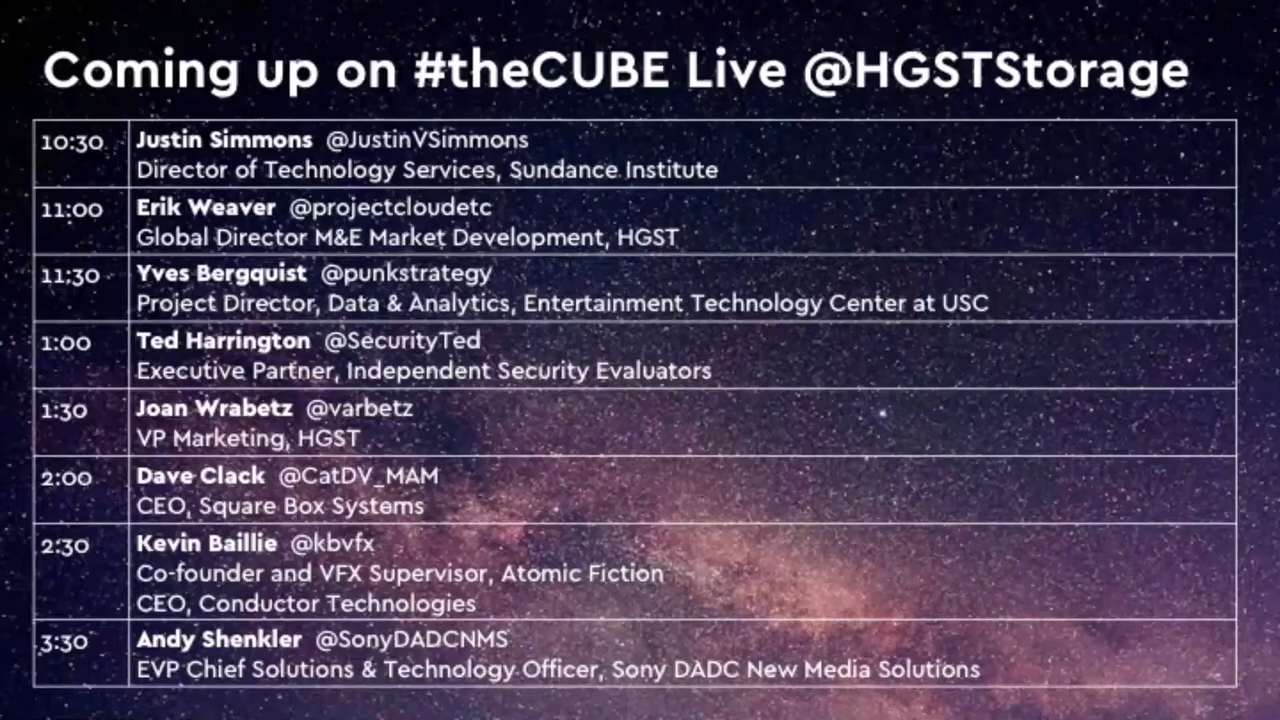 Coming up on #theCUBE Live @HGSTStorage
10:30
Justin Simmons @JustinVSimmons
Director of Technology Services, Sundance Institute
11:00
Erik Weaver @projectcloudetc
Global Director M&E Market Development, HGST
11:30
Yves Bergquist @punkstrategy
Project Director, Data & Analytics, Entertainment Technology Center at USC
1:00
Ted Harrington @SecurityTed
Executive Partner, Independent Security Evaluators
1:30
Joan Wrabetz @varbetz
VP Marketing, HGST
2:00
Dave Clack @CatDV_MAM
CEO, Square Box Systems
2:30
Kevin Baillie @kbvfx
Co-founder and VFX Supervisor, Atomic Fiction
CEO, Conductor Technologies
3:30
Andy Shenkler @SonyDADCNMS
EVP Chief Solutions & Technology Officer, Sony DADC New Media Solutions